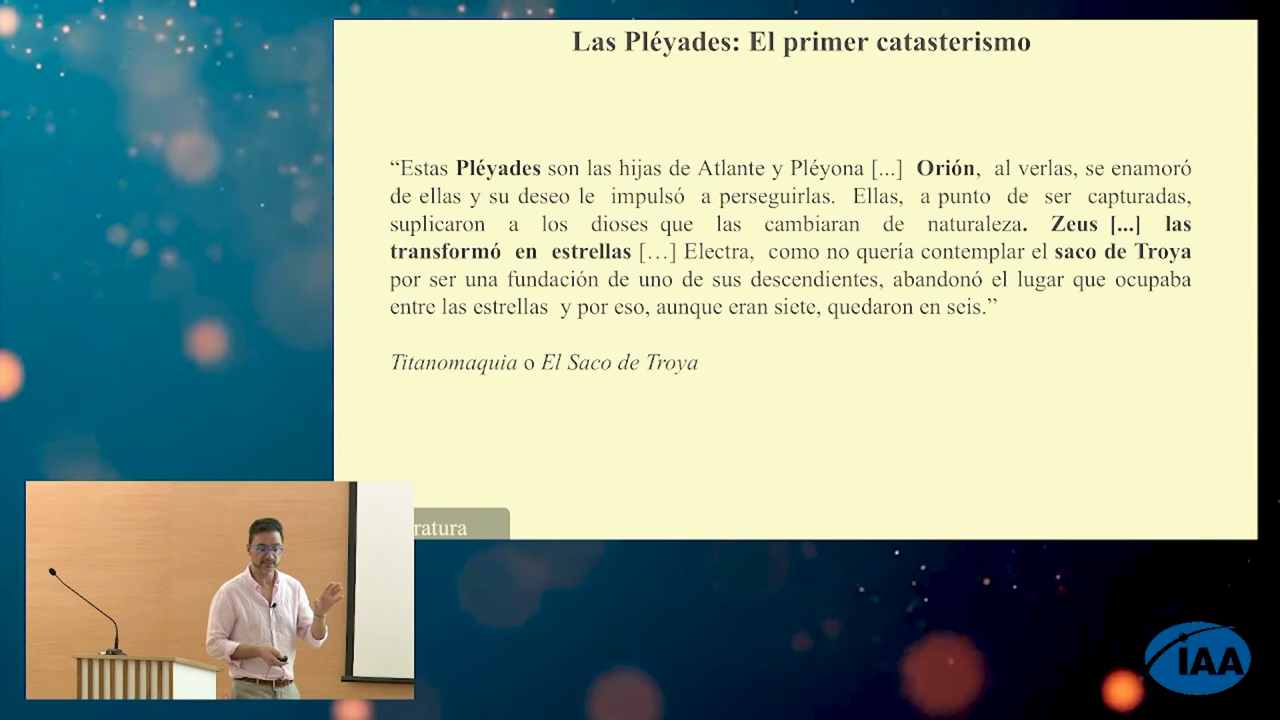 Las Pléyades: El primer catasterismo
“Estas Pléyades son las hijas de Atlante y Pléyona [...] Orión, al verlas, se enamoró
de ellas y su deseo le impulsó a perseguirlas. Ellas, a punto de ser capturadas,
suplicaron a los dioses que las cambiaran de naturaleza. Zeus [...] las
transformó en estrellas […] Electra, como no quería contemplar el saco de Troya
por ser una fundación de uno de sus descendientes, abandonó el lugar que ocupaba
entre las estrellas y por eso, aunque eran siete, quedaron en seis.”
Titanomaquia o El Saco de Troya
ratura
IAA